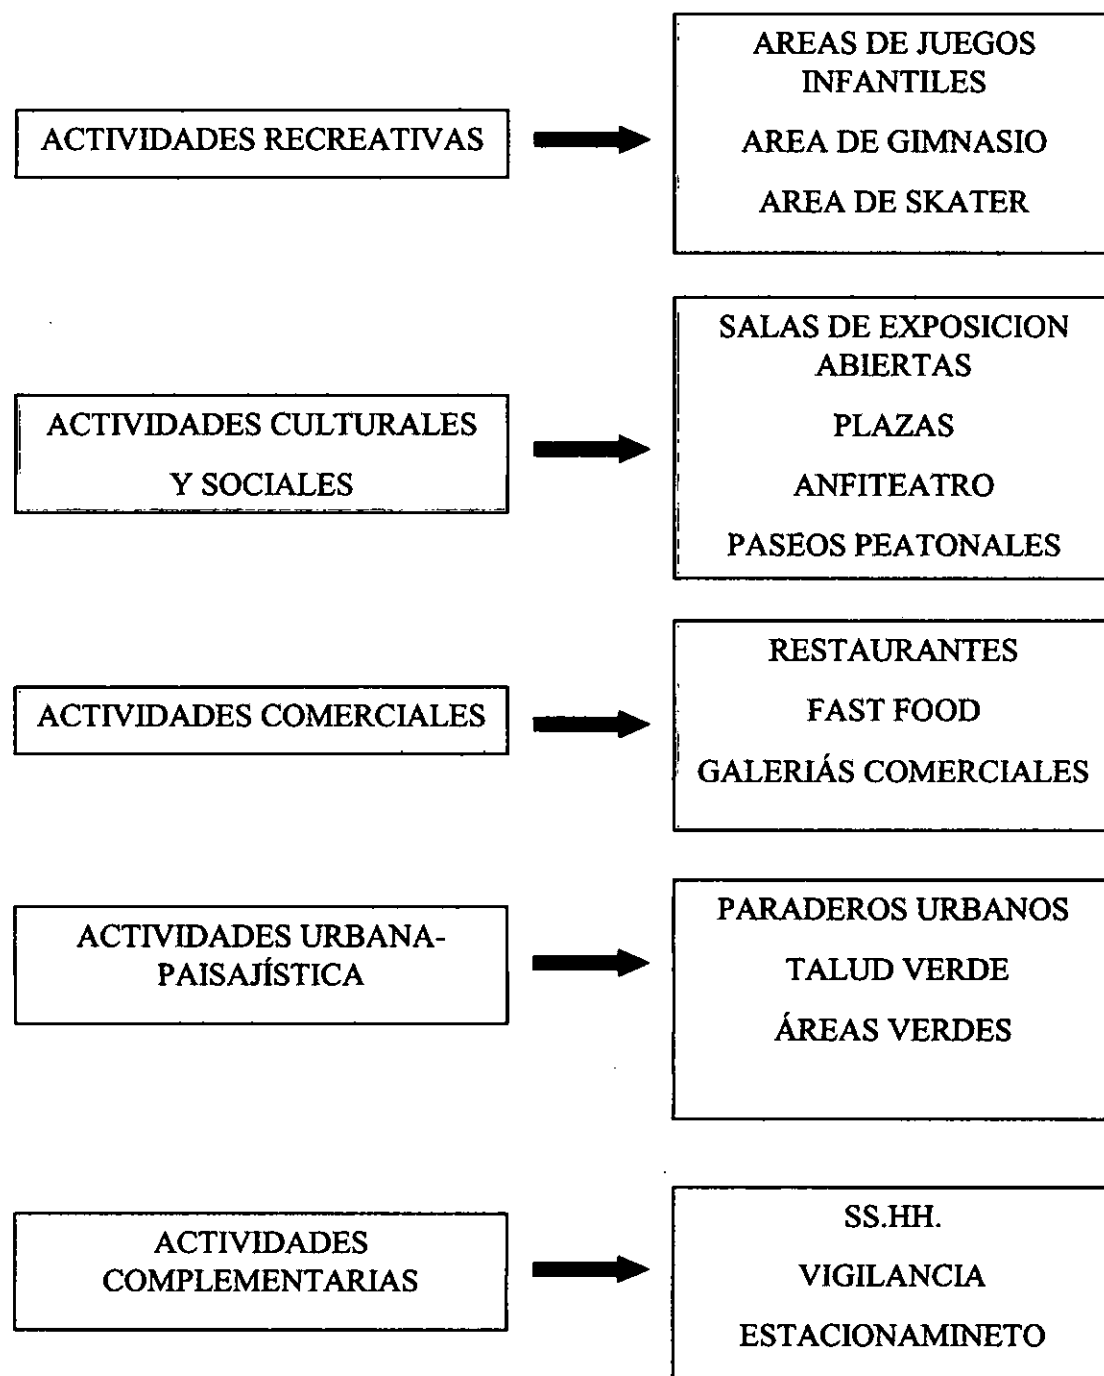 ACTIVIDADES RECREATIVAS
AREAS DE JUEGOS
INFANTILES
AREA DE GIMNASIO
AREA DE SKATER
ACTIVIDADES CULTURALES
Y SOCIALES
SALAS DE EXPOSICION
ABIERTAS
PLAZAS
ANFITEATRO
PASEOS PEATONALES
ACTIVIDADES COMERCIALES
RESTAURANTES
FAST FOOD
GALERIÁS COMERCIALES
ACTIVIDADES URBANA-
PAISAJÍSTICA
PARADEROS URBANOS
TALUD VERDE
ÁREAS VERDES
ACTIVIDADES
COMPLEMENTARIAS
SS.HH.
VIGILANCIA
ESTACIONAMINETO